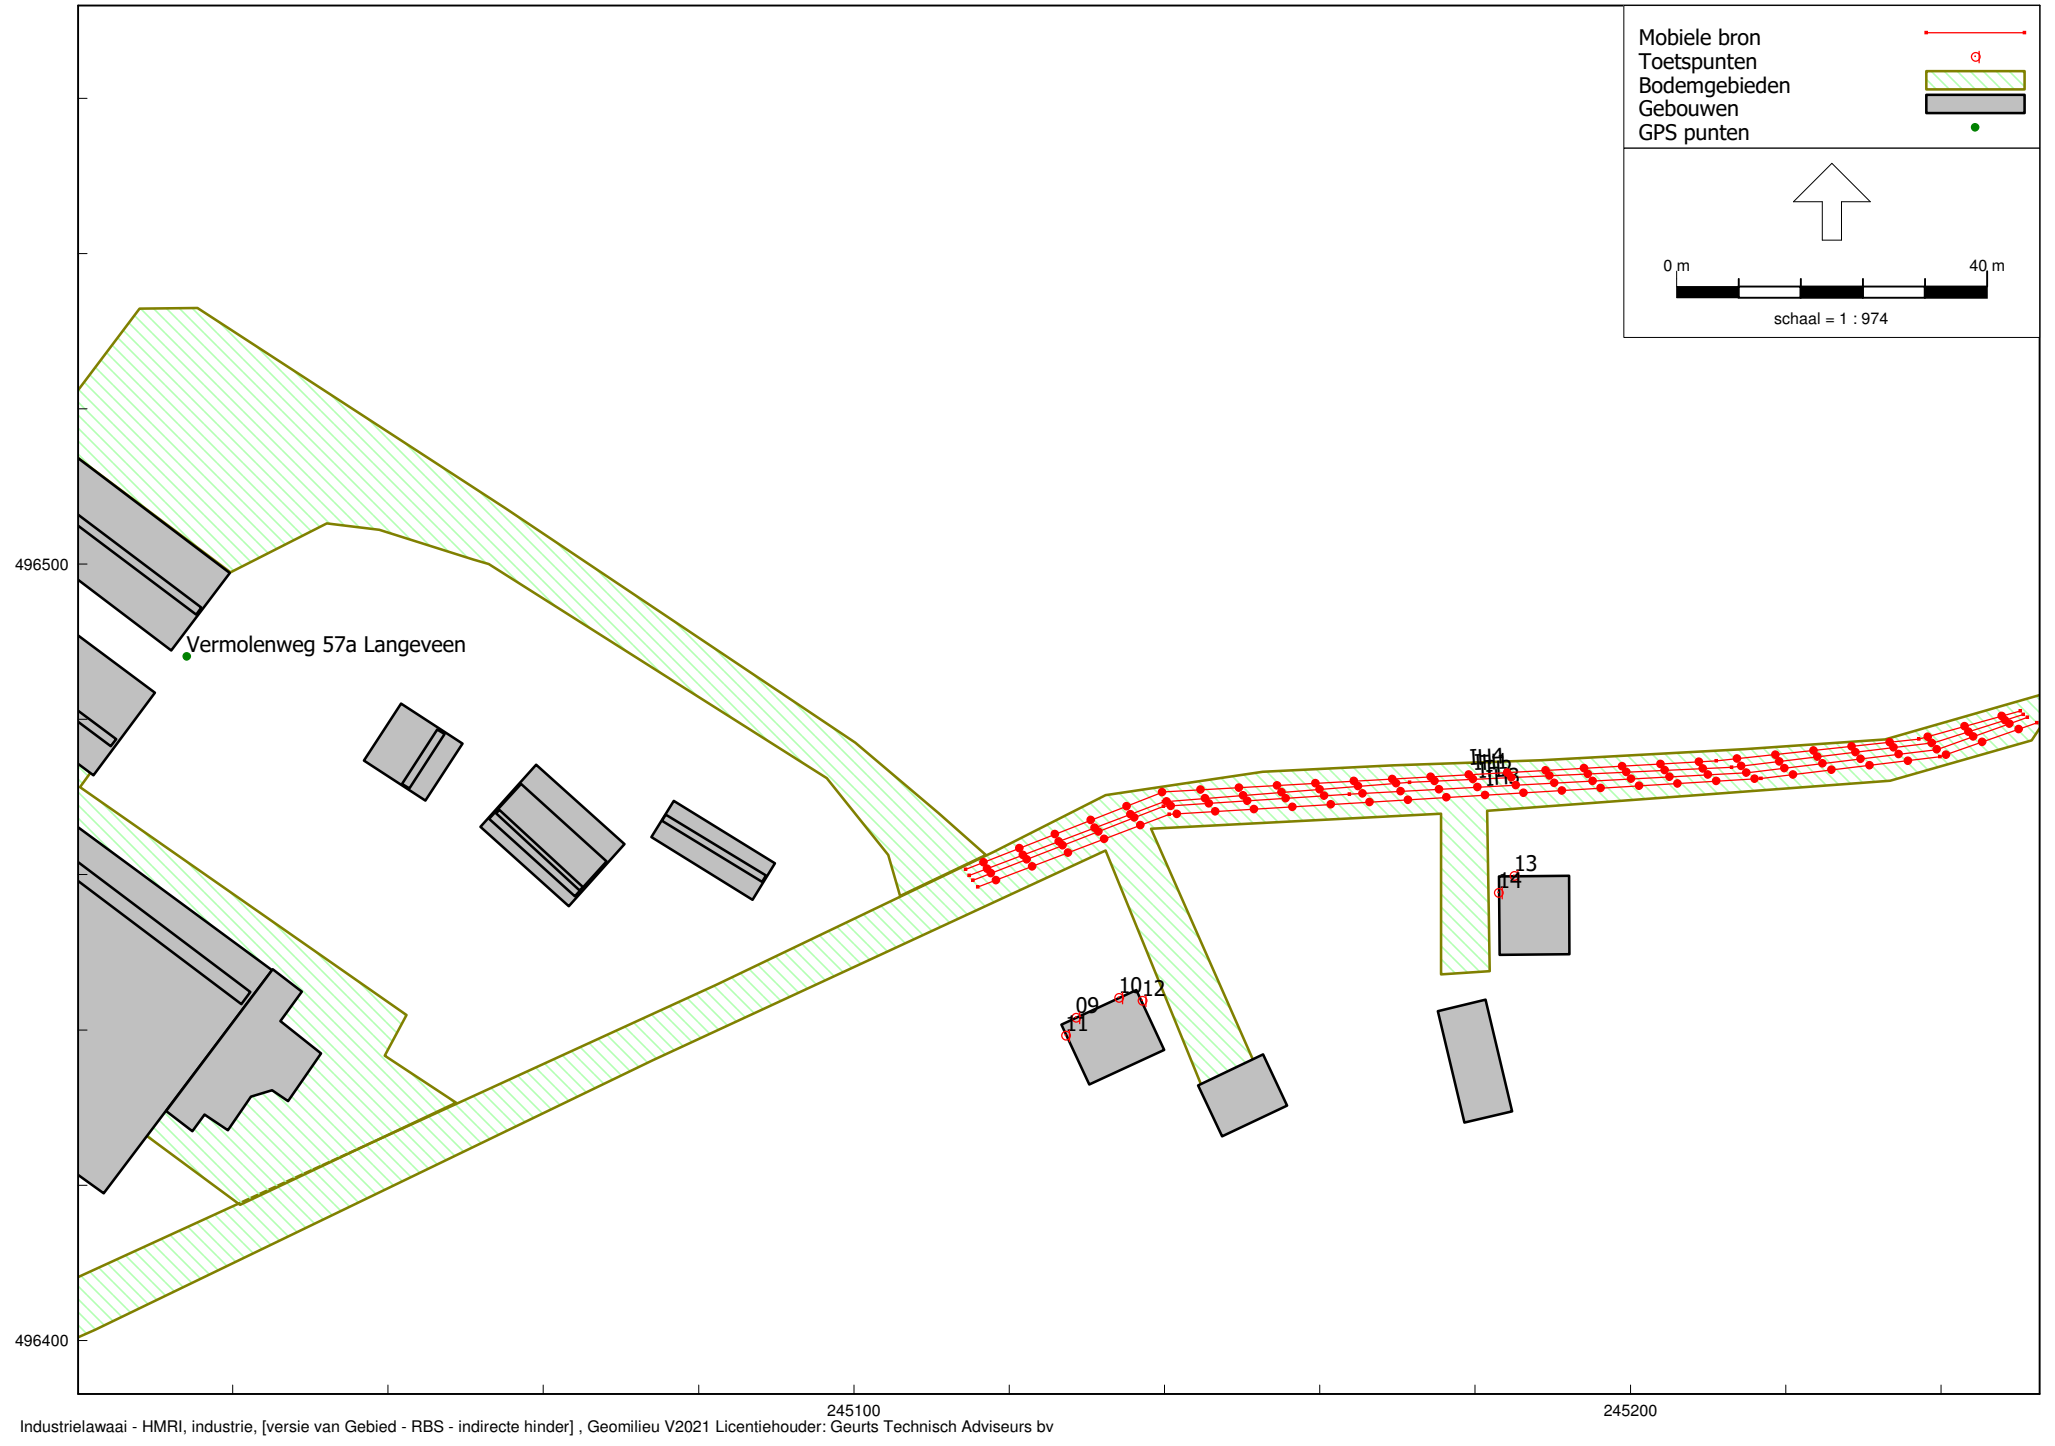 Mobiele bron
Toetspunten
Bodemgebieden
Gebouwen
GPS punten
0 m 40 m
schaal = 1 : 974
496500
Vermolenweg 57a Langeveen
IH4
IH3
13
14
10
12
09
11
496400
245100 245200
Industrielawaai - HMRI, industrie, [versie van Gebied - RBS - indirecte hinder] , Geomilieu V2021 Licentiehouder: Geurts Technisch Adviseurs bv